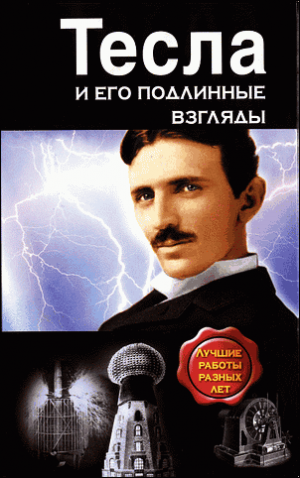 Тесла
И ЕГО ПОДЛИННЫЕ
ВЗГЛЯДЫ
ЛУЧШИЕ
РАБОТЫ
РАЗНЫХ
ЛЕТ